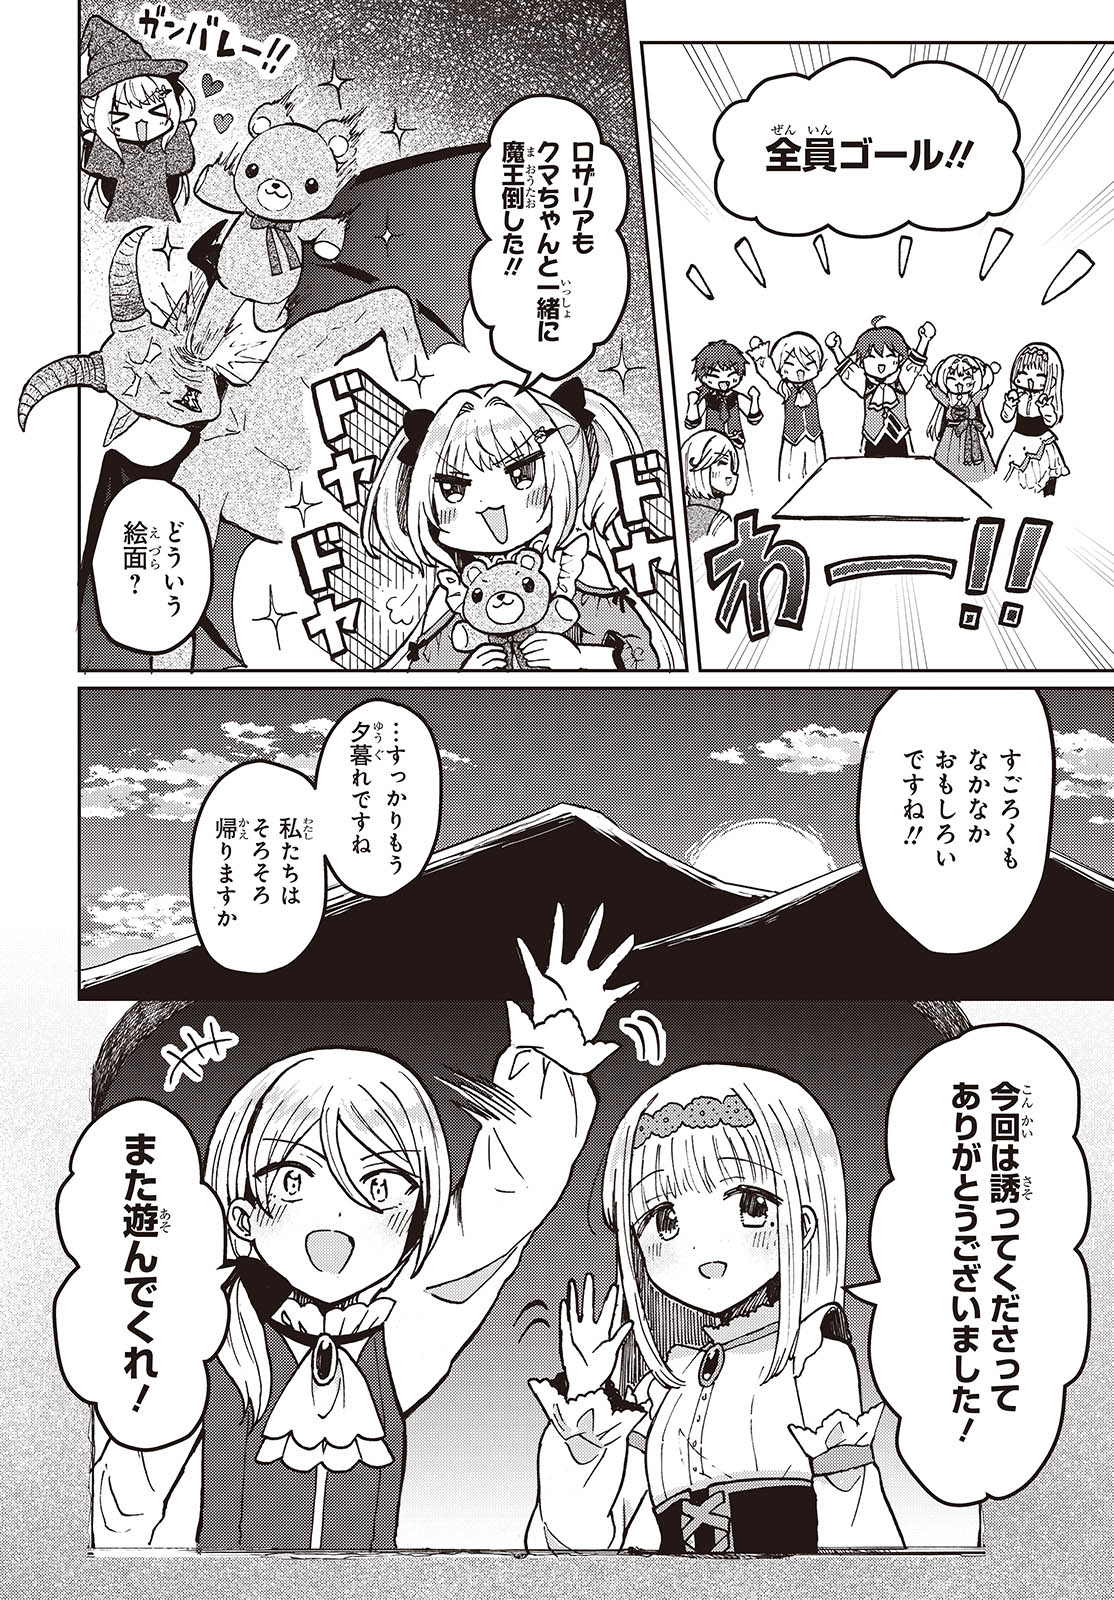 全員ゴール!!
わーー!!
ロザリアも
クマちゃんと一緒に
魔王倒した!!
ガンバレー!!
ドヤ
ドヤ
ドヤ
どういう
絵面?
すごろくも
なかなか
おもしろい
ですね!!
…すっかりもう
夕暮れですね
私たちは
そろそろ
帰りますか
今回は誘ってくださって
ありがとうございました!
また遊んでくれ!